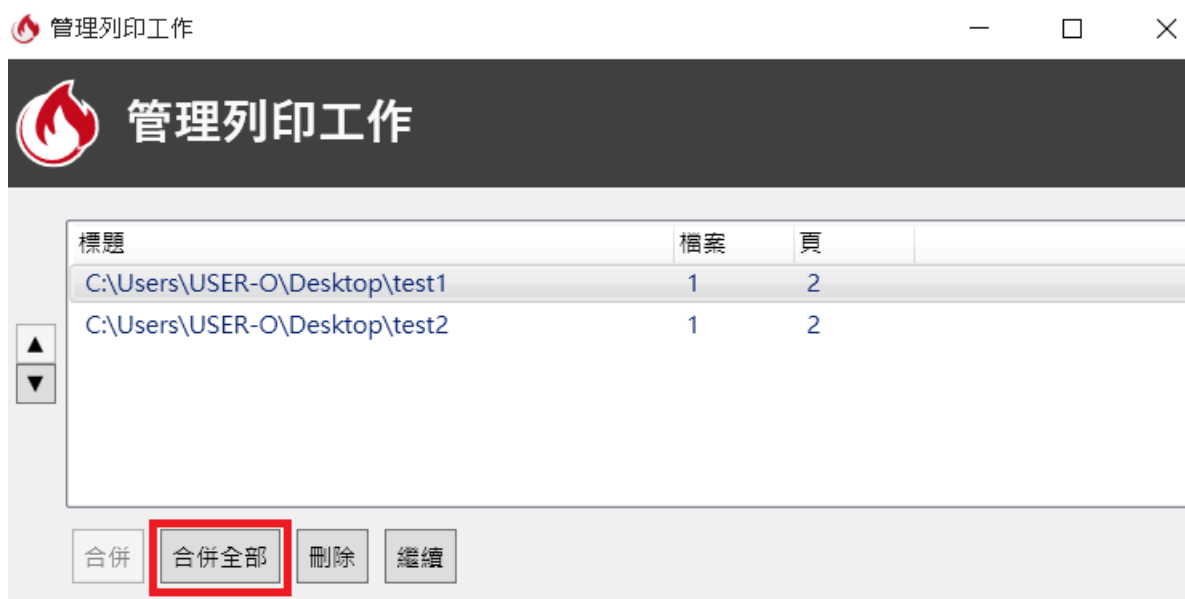 管理列印工作
管理列印工作
標題 檔案 頁
C:\Users\USER-O\Desktop\test1 1 2
C:\Users\USER-O\Desktop\test2 1 2
合併 合併全部 刪除 繼續